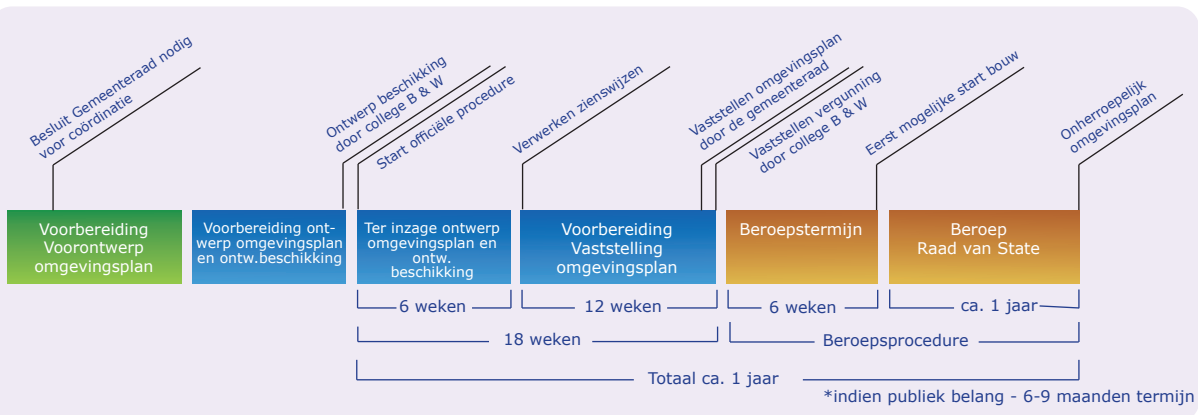 Besluit Gemeenteraad nodig
voor coördinatie
Ontwerp beschikking
door college B & W
Start officiële procedure
Verwerken zienswijzen
Vaststellen omgevingsplan
door de gemeenteraad
Vaststellen vergunning
door college B & W
Eerst mogelijke start bouw
Onherroepelijk
omgevingsplan
Voorbereiding
Voorontwerp
omgevingsplan
Voorbereiding ont-
werp omgevingsplan
en ontw.beschikking
Ter inzage ontwerp
omgevingsplan en
ontw.
beschikking
Voorbereiding
Vaststelling
omgevingsplan
Beroepstermijn
Beroep
Raad van State
6 weken
12 weken
6 weken
ca. 1 jaar
18 weken
Beroepsprocedure
Totaal ca. 1 jaar
*indien publiek belang - 6-9 maanden termijn